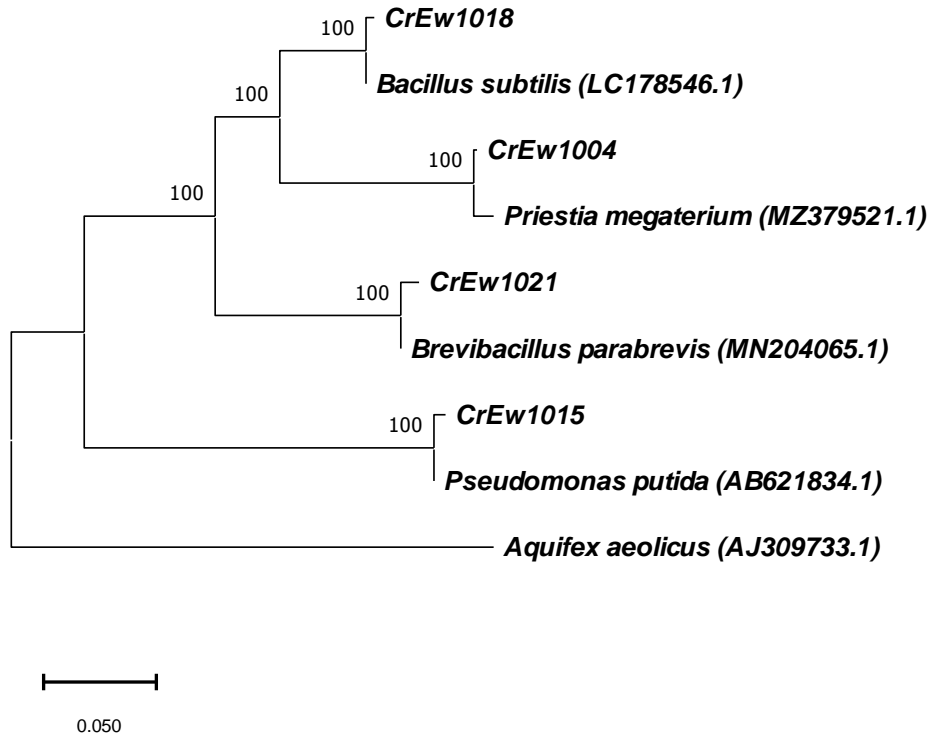 CrEw1018
100
Bacillus subtilis (LC178546.1)
100
CrEw1004
100
Priestia megaterium (MZ379521.1)
100
CrEw1021
100
Brevibacillus parabrevis (MN204065.1)
CrEw1015
100
Pseudomonas putida (AB621834.1)
Aquifex aeolicus (AJ309733.1)
0.050